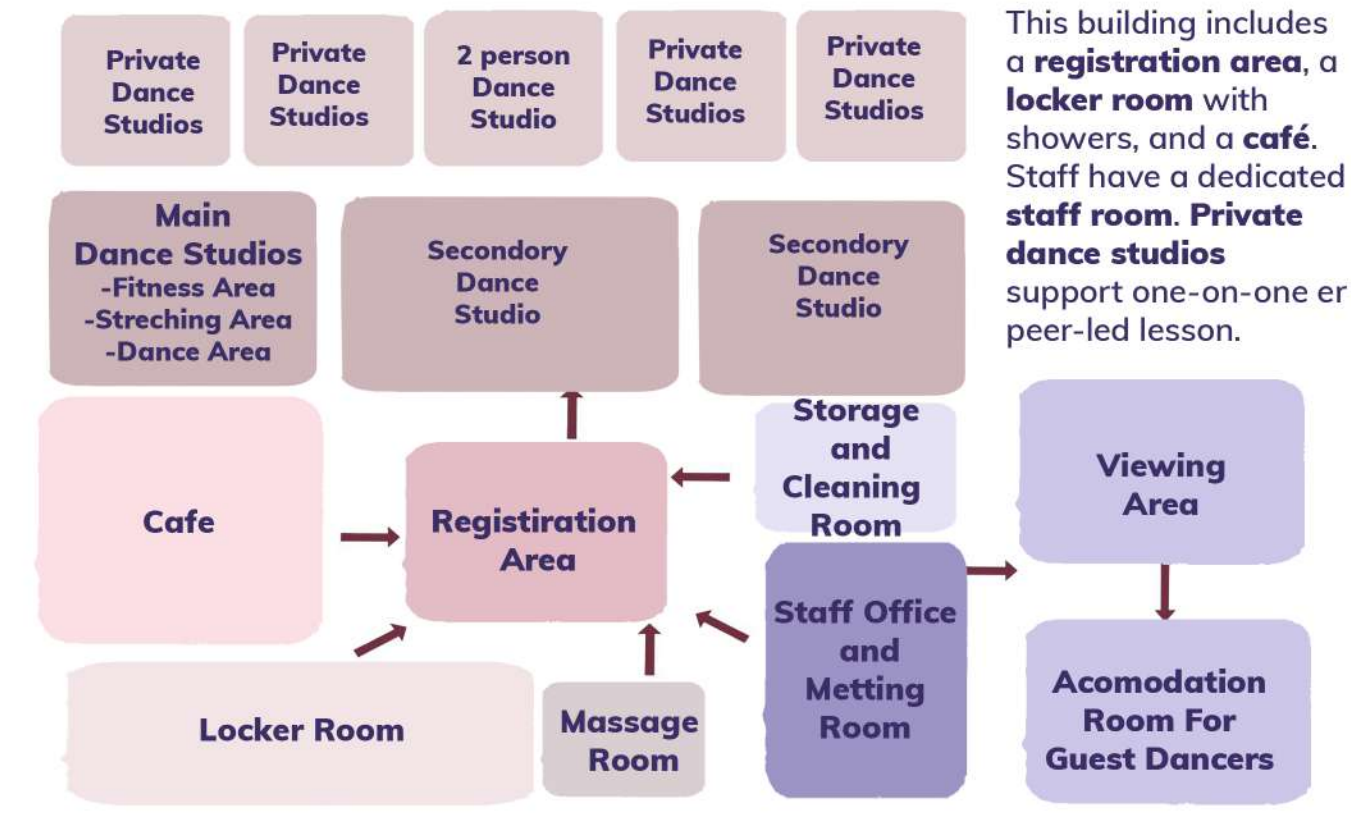 Private
Dance
Studios
Private
Dance
Studios
2 person
Dance
Studio
Private
Dance
Studios
Private
Dance
Studios
This building includes
a registration area, a
locker room with
showers, and a café.
Staff have a dedicated
staff room. Private
dance studios
support one-on-one er
peer-led lesson.
Main
Dance Studios
-Fitness Area
-Streching Area
-Dance Area
Secondory
Dance
Studio
Secondory
Dance
Studio
Cafe
Registiration
Area
Storage
and
Cleaning
Room
Viewing
Area
Locker Room
Massage
Room
Staff Office
and
Metting
Room
Acomodation
Room For
Guest Dancers